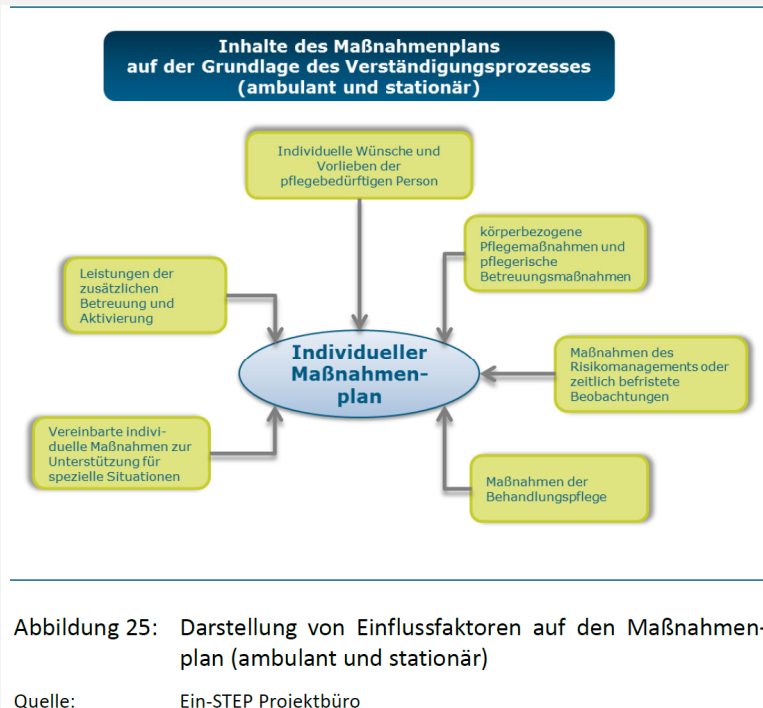 Inhalte des Maßnahmenplans
auf der Grundlage des Verständigungsprozesses
(ambulant und stationär)
Individuelle Wünsche und
Vorlieben der
pflegebedürftigen Person
körperbezogene
Pflegemaßnahmen und
pflegerische
Betreuungsmaßnahmen
Leistungen der
zusätzlichen
Betreuung und
Aktivierung
Individueller
Maßnahmen-
plan
Maßnahmen des
Risikomanagements oder
zeitlich befristete
Beobachtungen
Vereinbarte indivi-
duelle Maßnahmen zur
Unterstützung für
spezielle Situationen
Maßnahmen der
Behandlungspflege
Abbildung 25: Darstellung von Einflussfaktoren auf den Maßnahmen-
plan (ambulant und stationär)
Quelle: Ein-STEP Projektbüro